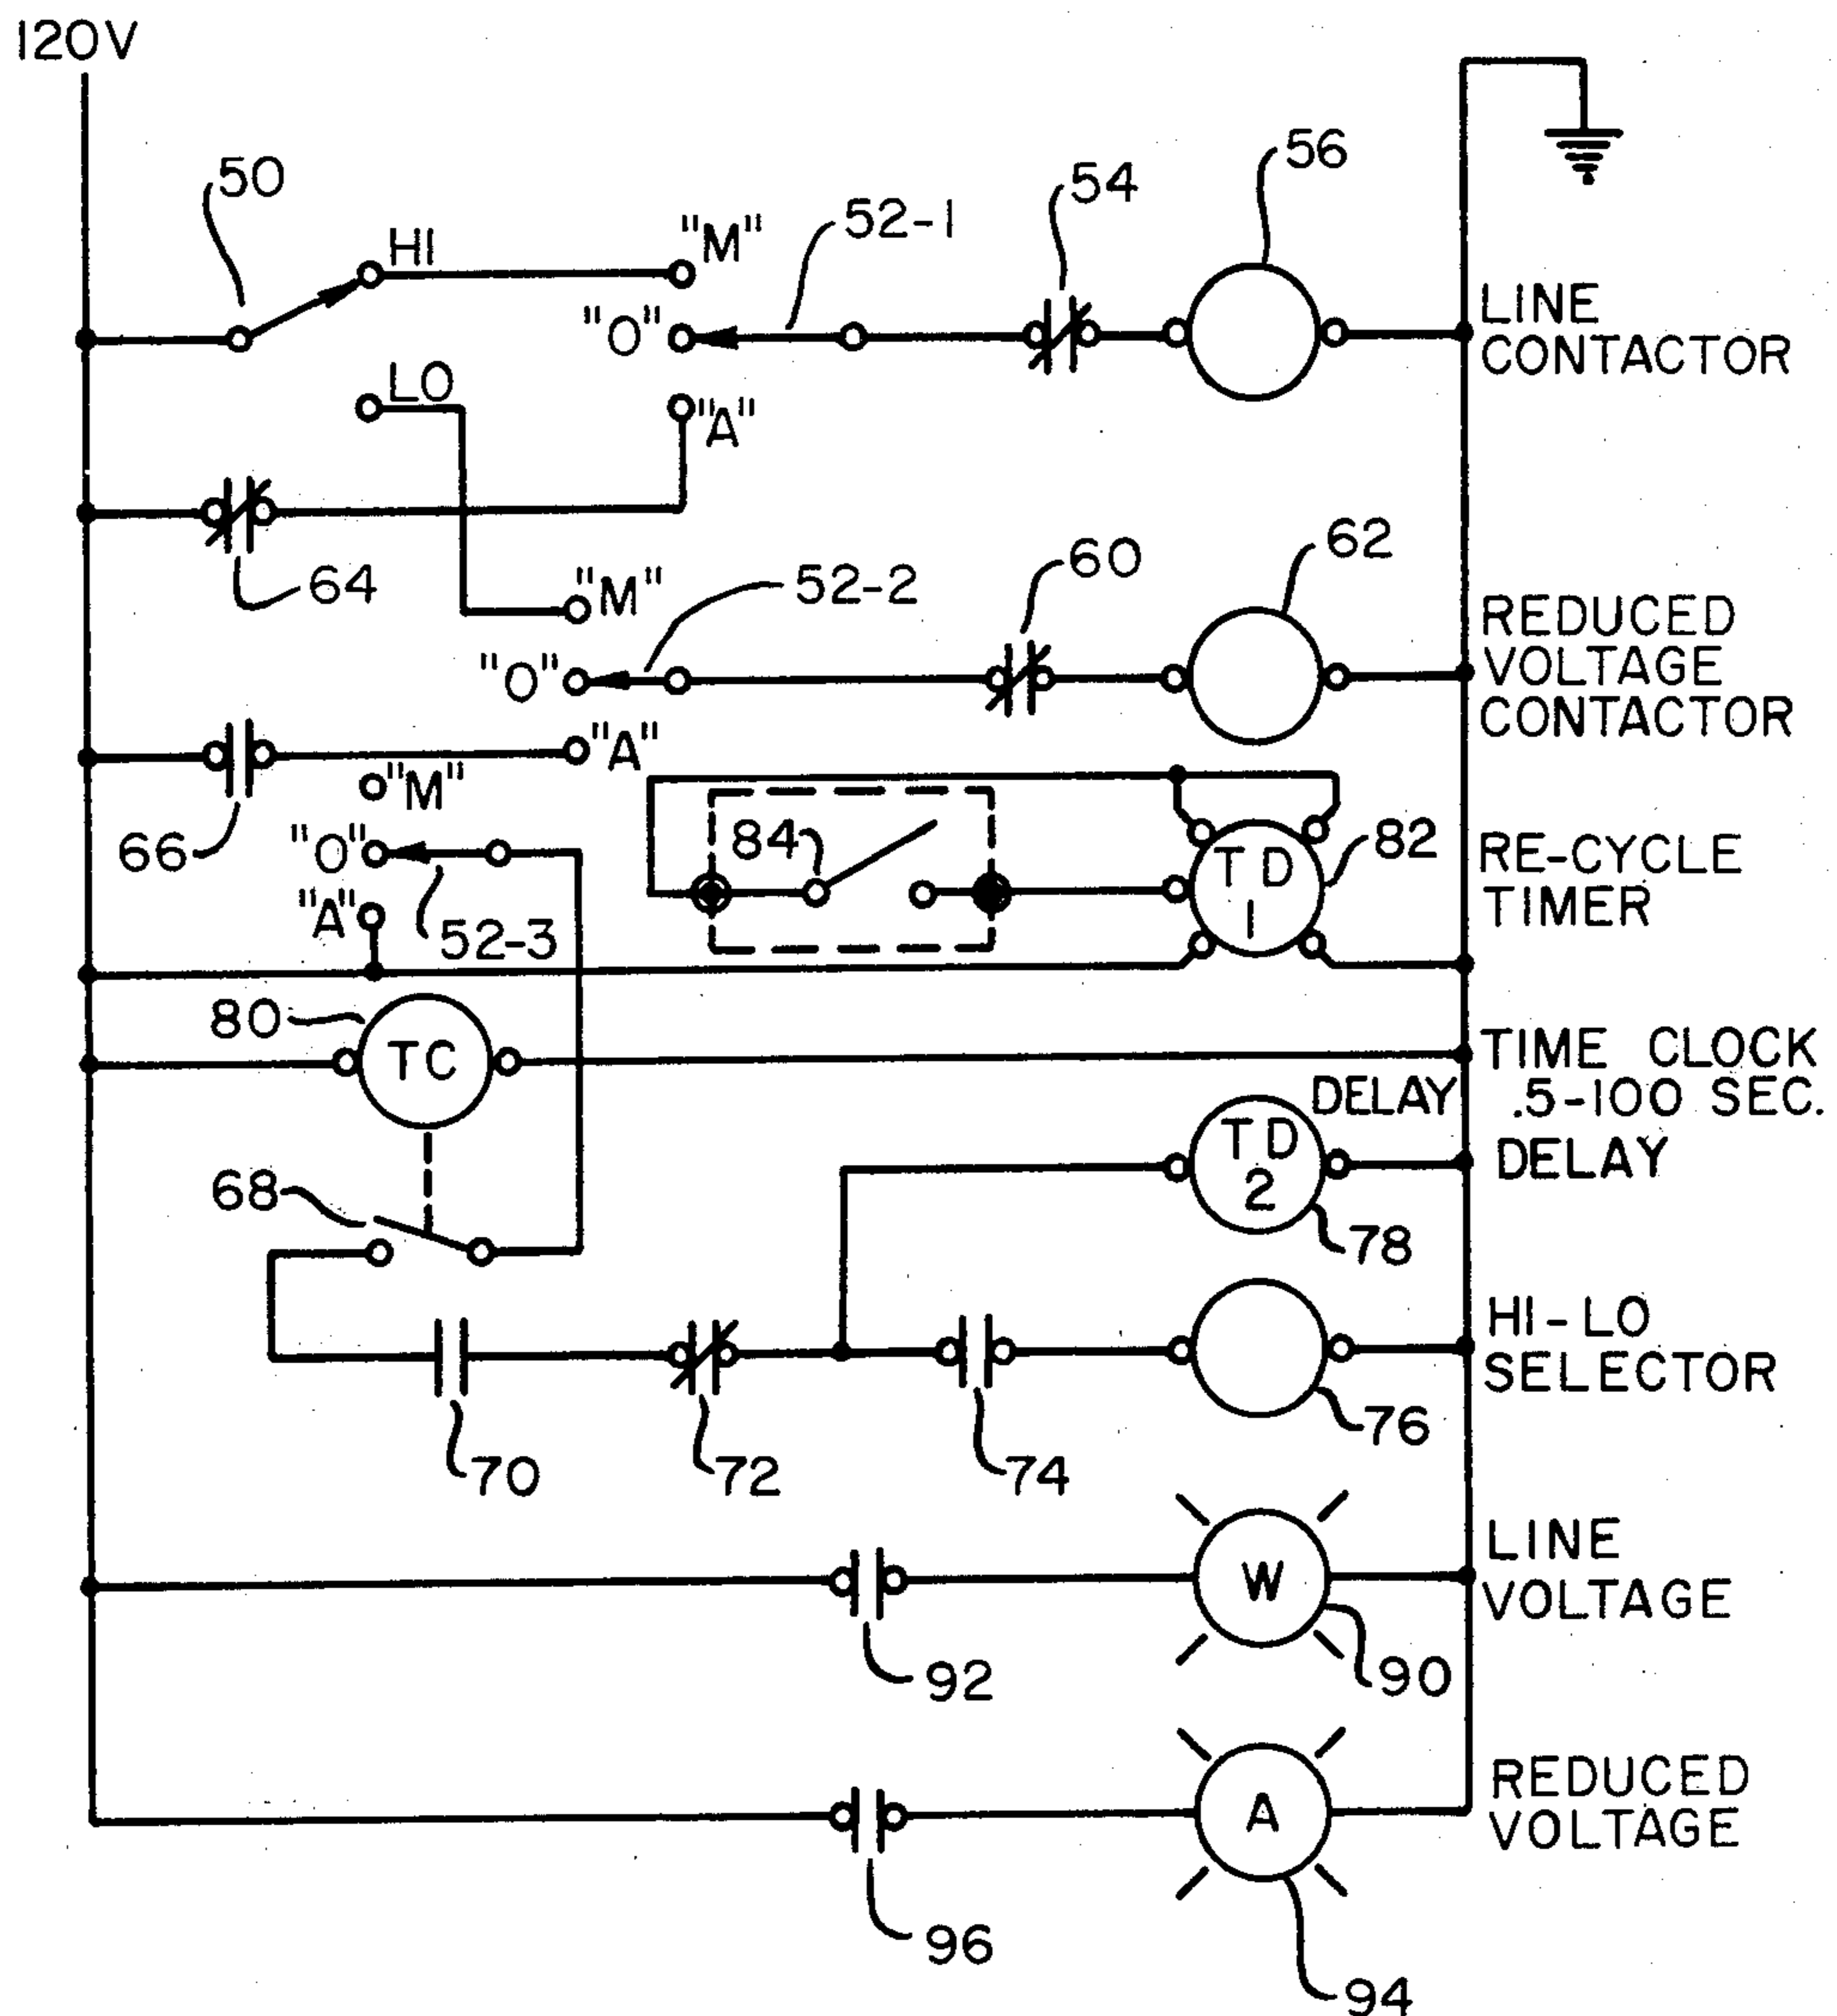 120V
50
HI
"M"
52-1
54
56
"O"
LINE
CONTACTOR
LO
"A"
64
"M"
52-2
60
62
REDUCED
VOLTAGE
CONTACTOR
"O"
"A"
66
"M"
"O"
"A"
52-3
84
TD
1
82
RE-CYCLE
TIMER
80
TC
TIME CLOCK
DELAY .5-100 SEC.
DELAY
TD
2
78
68
HI-LO
SELECTOR
76
70
72
74
LINE
VOLTAGE
W
90
92
REDUCED
VOLTAGE
A
94
96